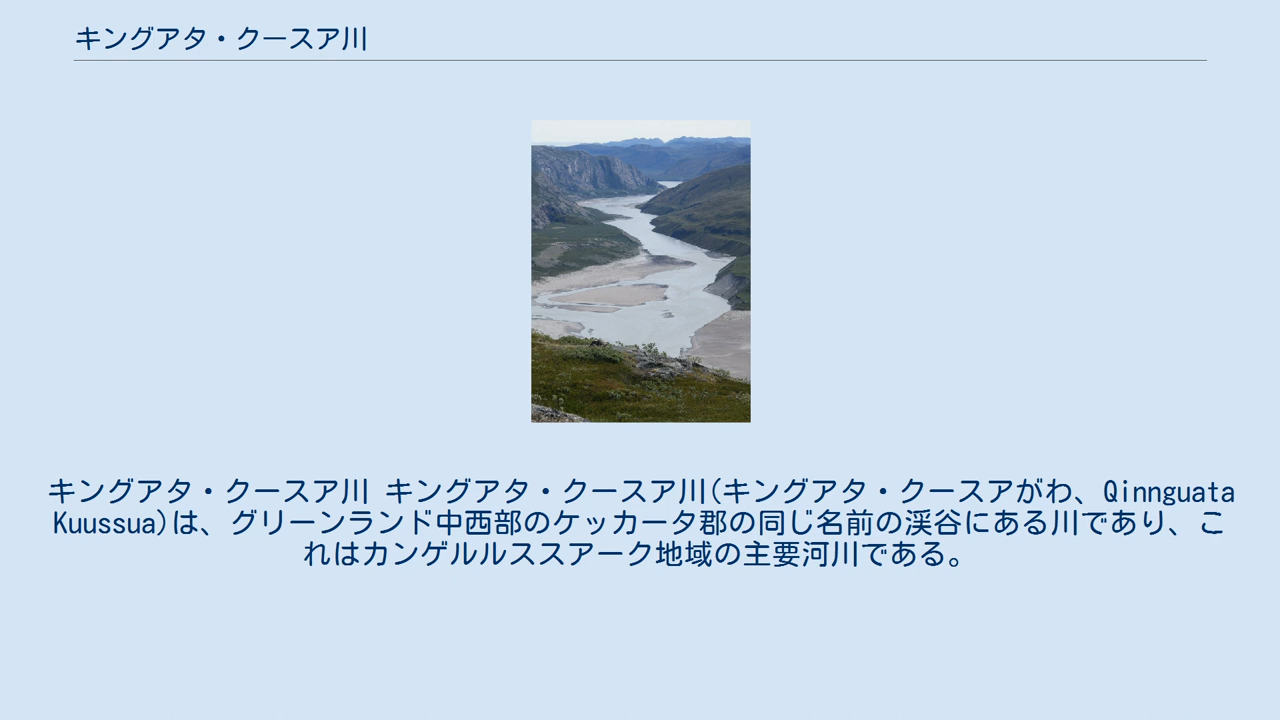 キングアタ・クースア川
キングアタ・クースア川 キングアタ・クースア川(キングアタ・クースアがわ、Qinnguata
Kuussua)は、グリーンランド中西部のケッカータ郡の同じ名前の渓谷にある川であり、こ
れはカンゲルルススアーク地域の主要河川である。